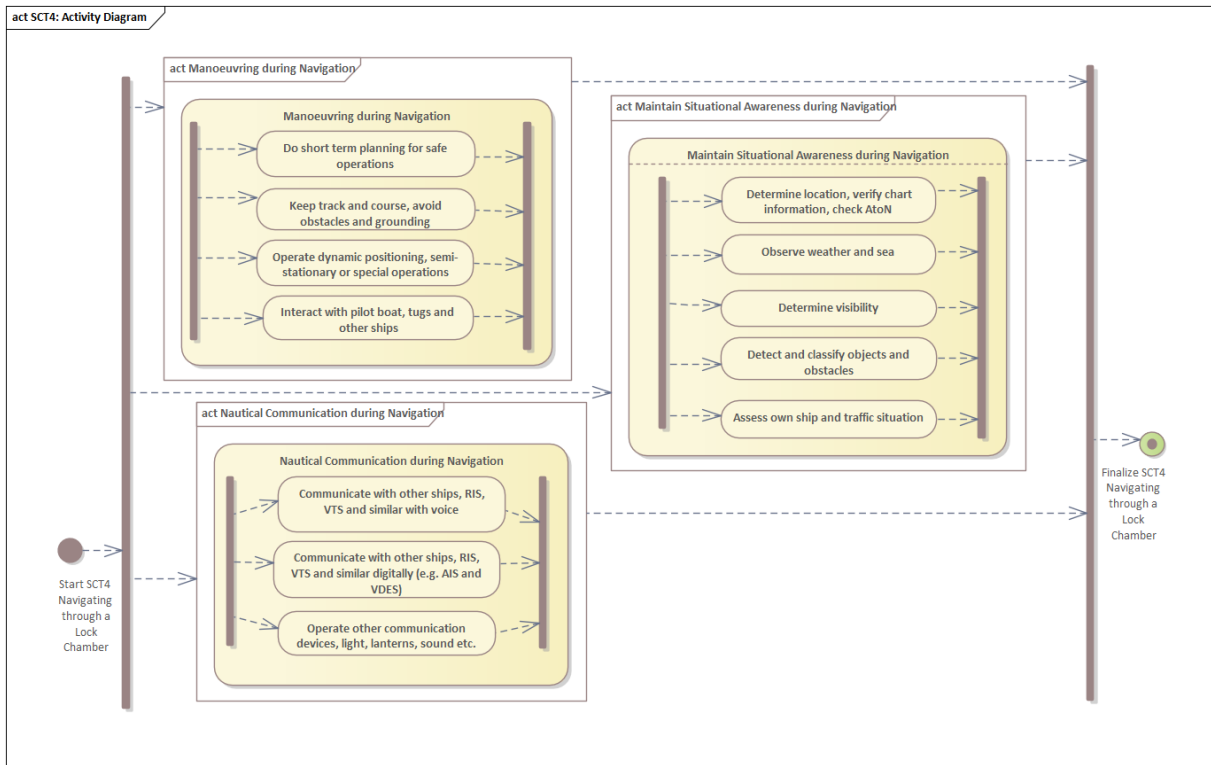 act SCT4: Activity Diagram
act Manoeuvring during Navigation
Manoeuvring during Navigation
Do short term planning for safe
operations
Keep track and course, avoid
obstacles and grounding
Operate dynamic positioning, semi-
stationary or special operations
Interact with pilot boat, tugs and
other ships
act Maintain Situational Awareness during Navigation
Maintain Situational Awareness during Navigation
Determine location, verify chart
information, check AtoN
Observe weather and sea
Determine visibility
Detect and classify objects and
obstacles
Assess own ship and traffic situation
act Nautical Communication during Navigation
Nautical Communication during Navigation
Communicate with other ships, RIS,
VTS and similar with voice
Communicate with other ships, RIS,
VTS and similar digitally (e.g. AIS and
VDES)
Operate other communication
devices, light, lanterns, sound etc.
Start SCT4
Navigating
through a
Lock
Chamber
Finalize SCT4
Navigating
through a
Lock
Chamber